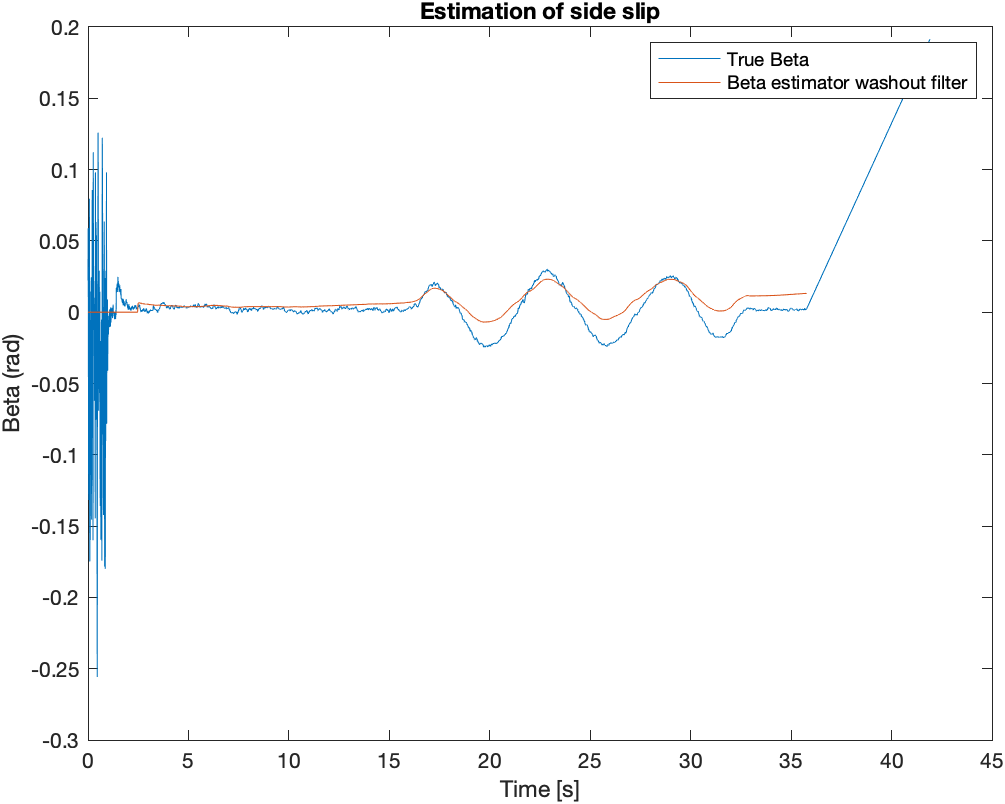 Estimation of side slip
True Beta
Beta estimator washout filter
0.2
0.15
0.1
0.05
0
-0.05
-0.1
-0.15
-0.2
-0.25
-0.3
Beta (rad)
0 5 10 15 20 25 30 35 40 45
Time [s]